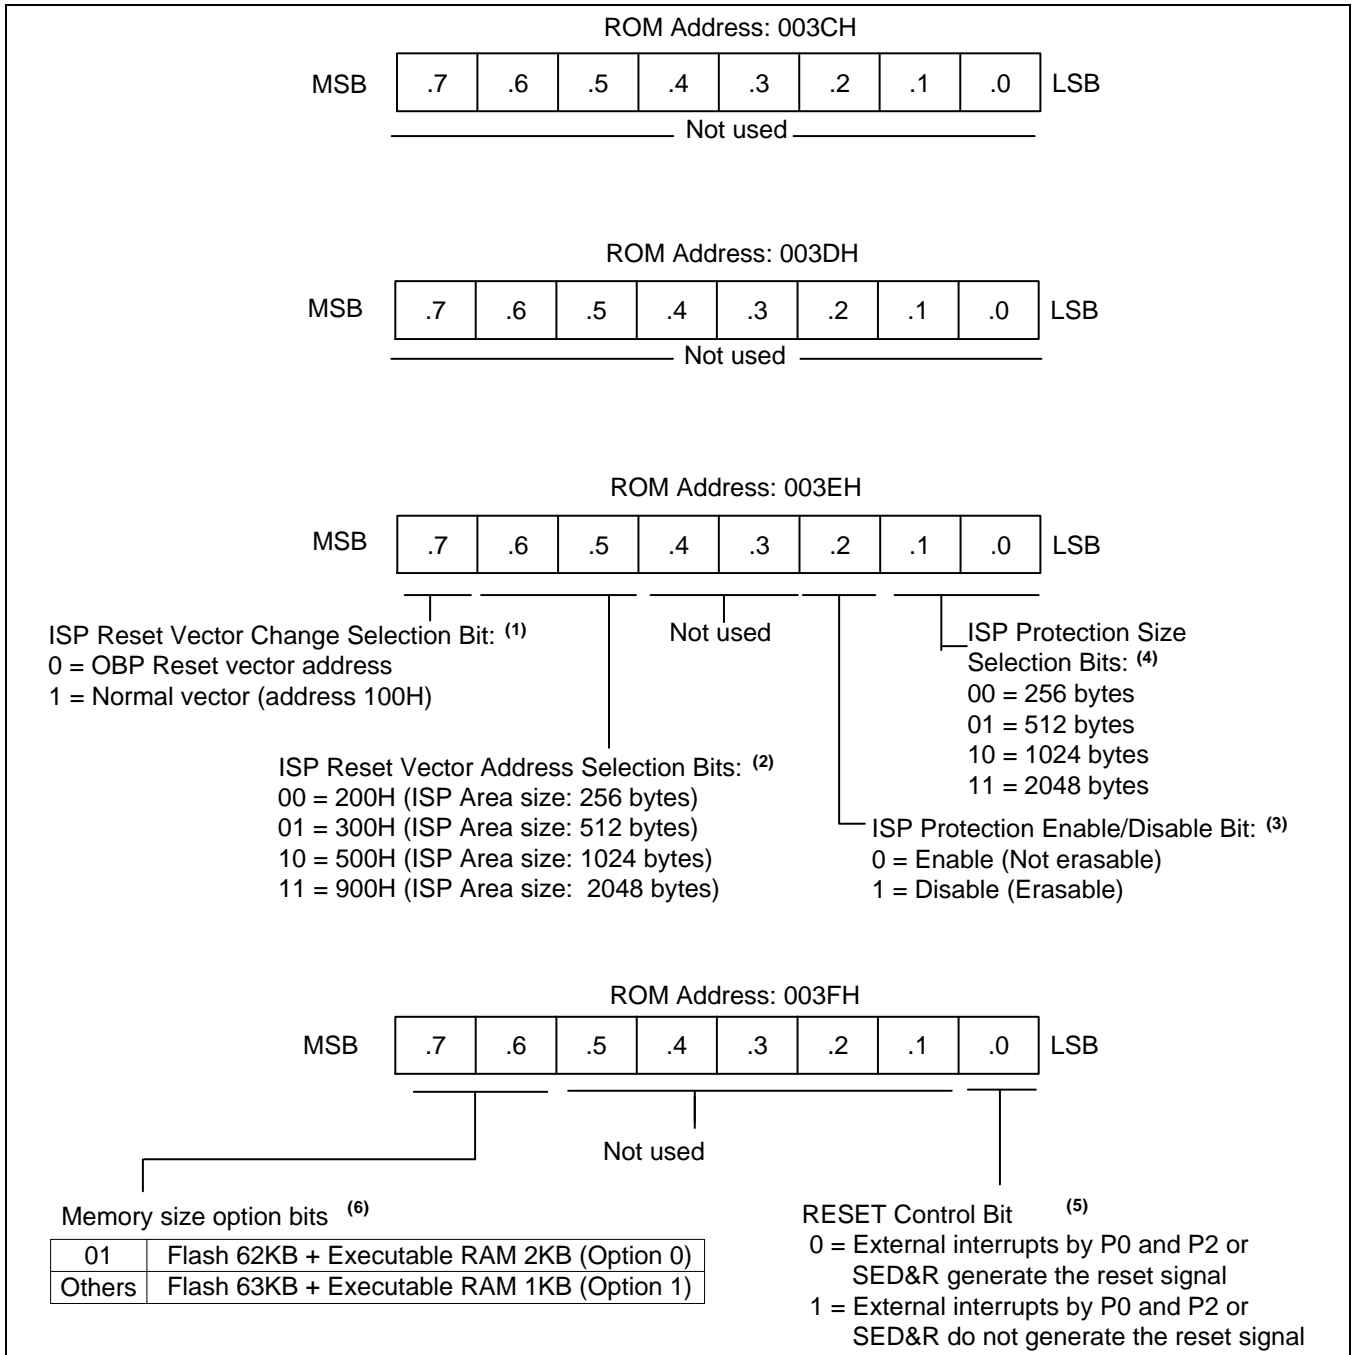 ROM Address: 003CH
MSB .7 .6 .5 .4 .3 .2 .1 .0 LSB
Not used
ROM Address: 003DH
MSB .7 .6 .5 .4 .3 .2 .1 .0 LSB
Not used
ROM Address: 003EH
MSB .7 .6 .5 .4 .3 .2 .1 .0 LSB
ISP Reset Vector Change Selection Bit: (1)
0 = OBP Reset vector address
1 = Normal vector (address 100H)
ISP Reset Vector Address Selection Bits: (2)
00 = 200H (ISP Area size: 256 bytes)
01 = 300H (ISP Area size: 512 bytes)
10 = 500H (ISP Area size: 1024 bytes)
11 = 900H (ISP Area size: 2048 bytes)
Not used
ISP Protection Size
Selection Bits: (4)
00 = 256 bytes
01 = 512 bytes
10 = 1024 bytes
11 = 2048 bytes
ISP Protection Enable/Disable Bit: (3)
0 = Enable (Not erasable)
1 = Disable (Erasable)
ROM Address: 003FH
MSB .7 .6 .5 .4 .3 .2 .1 .0 LSB
Not used
Memory size option bits (6)
01 Flash 62KB + Executable RAM 2KB (Option 0)
Others Flash 63KB + Executable RAM 1KB (Option 1)
RESET Control Bit (5)
0 = External interrupts by P0 and P2 or
SED&R generate the reset signal
1 = External interrupts by P0 and P2 or
SED&R do not generate the reset signal